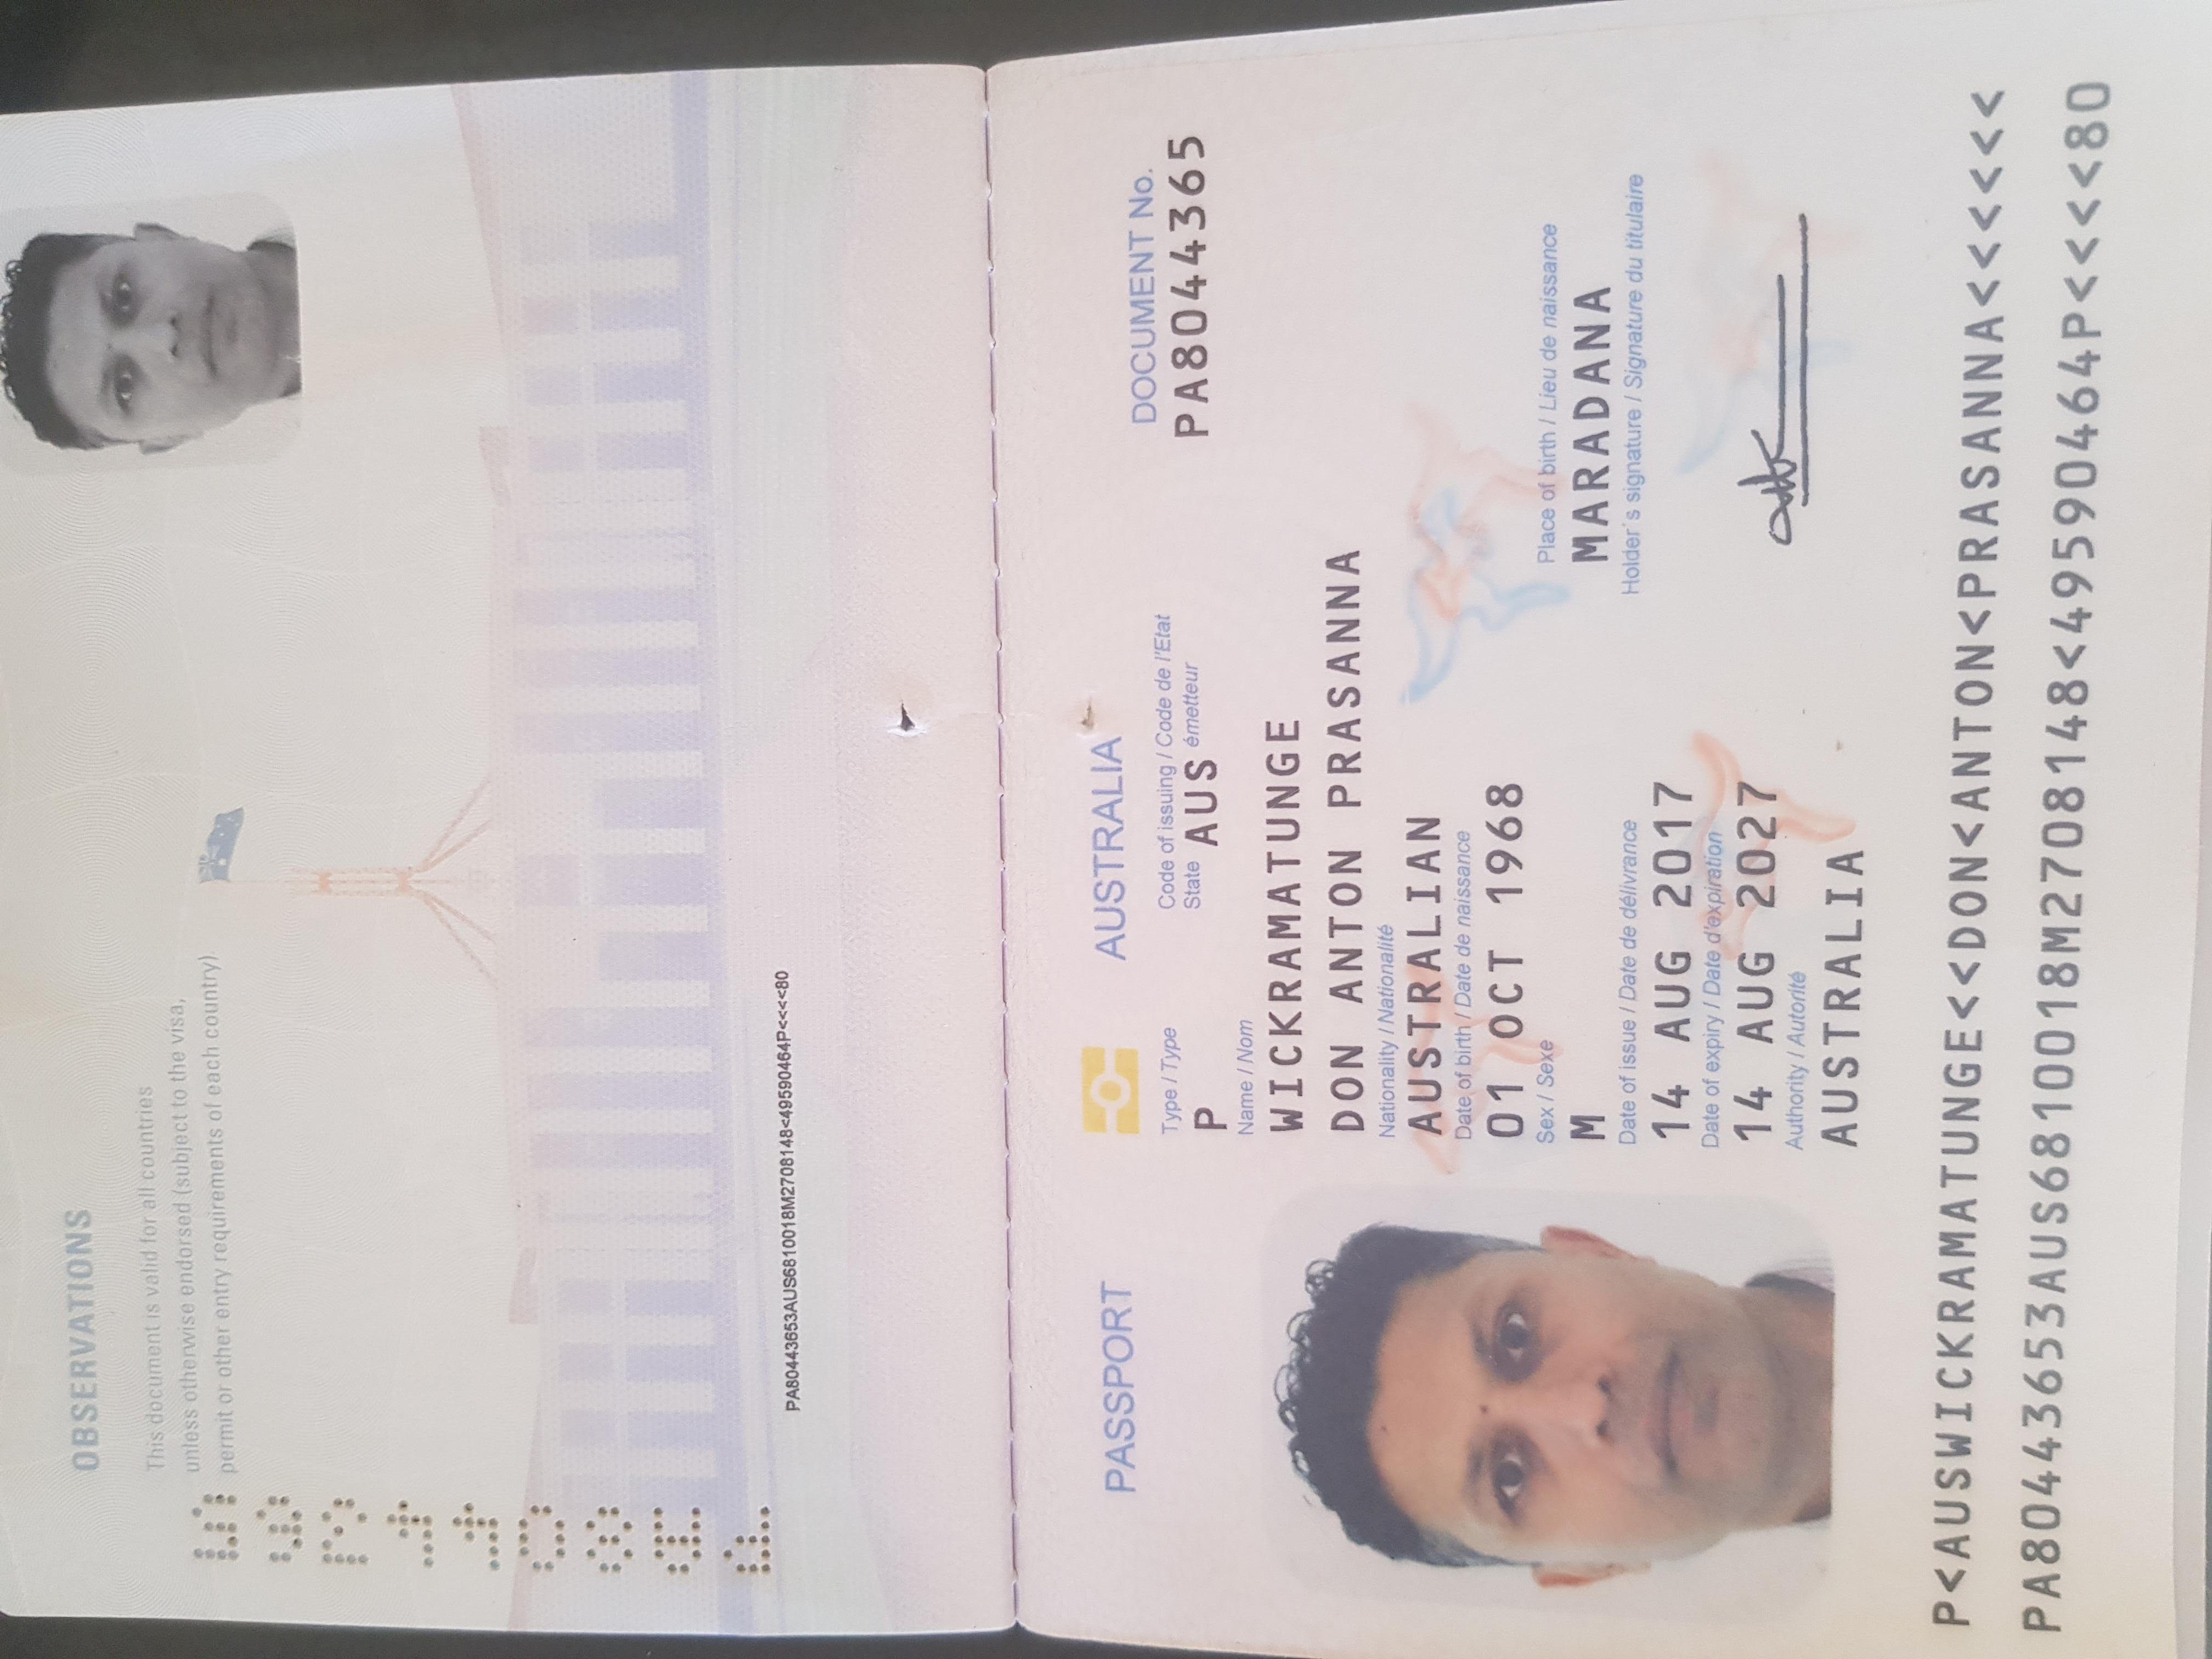 OBSERVATIONS
This document is valid for all countries
unless otherwise endorsed (subject to the visa,
permit or other entry requirements of each country).
PA8044365
PA80443653AUS6810018M2708148<49590464P<<<<80
PASSPORT
AUSTRALIA
DOCUMENT No.
PA8044365
Type / Type
P
Code of issuing / Code de l'Etat
State AUS émetteur
Name / Nom
WICKRAMATUNGE
DON ANTON PRASANNA
Nationality / Nationalité
AUSTRALIAN
Date of birth / Date de naissance
01 OCT 1968
Sex / Sexe
M
Place of birth / Lieu de naissance
MARADANA
Date of issue / Date de délivrance
14 AUG 2017
Holder's signature / Signature du titulaire
Date of expiry / Date d'expiration
14 AUG 2027
Authority / Autorité
AUSTRALIA
P<AUSWICKRAMATUNGE<<DON<ANTON<PRASANNA<<<<<<
PA80443653AUS6810018M2708148<49590464P<<<<80